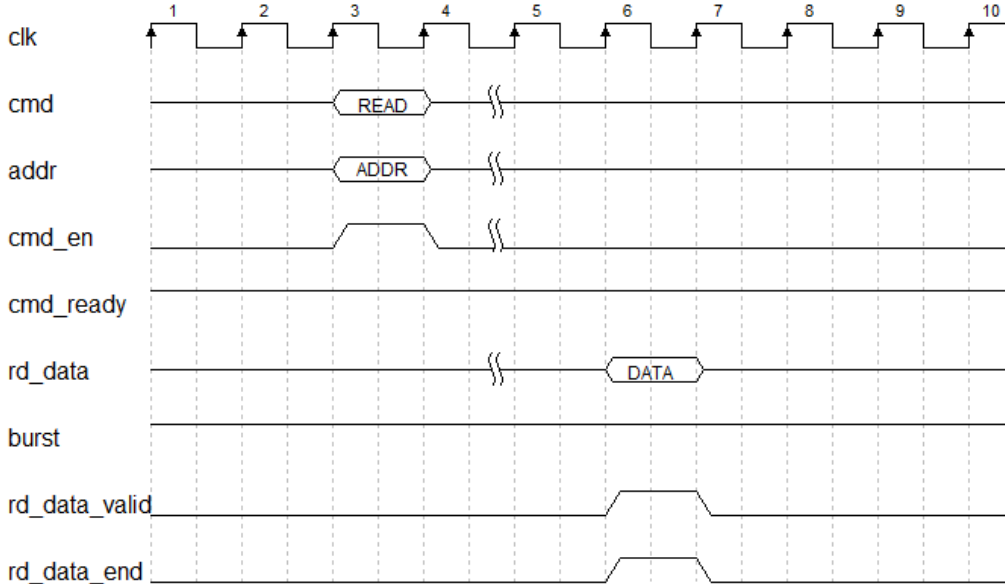 1 2 3 4 5 6 7 8 9 10
clk
cmd READ
addr ADDR
cmd_en
cmd_ready
rd_data DATA
burst
rd_data_valid
rd_data_end